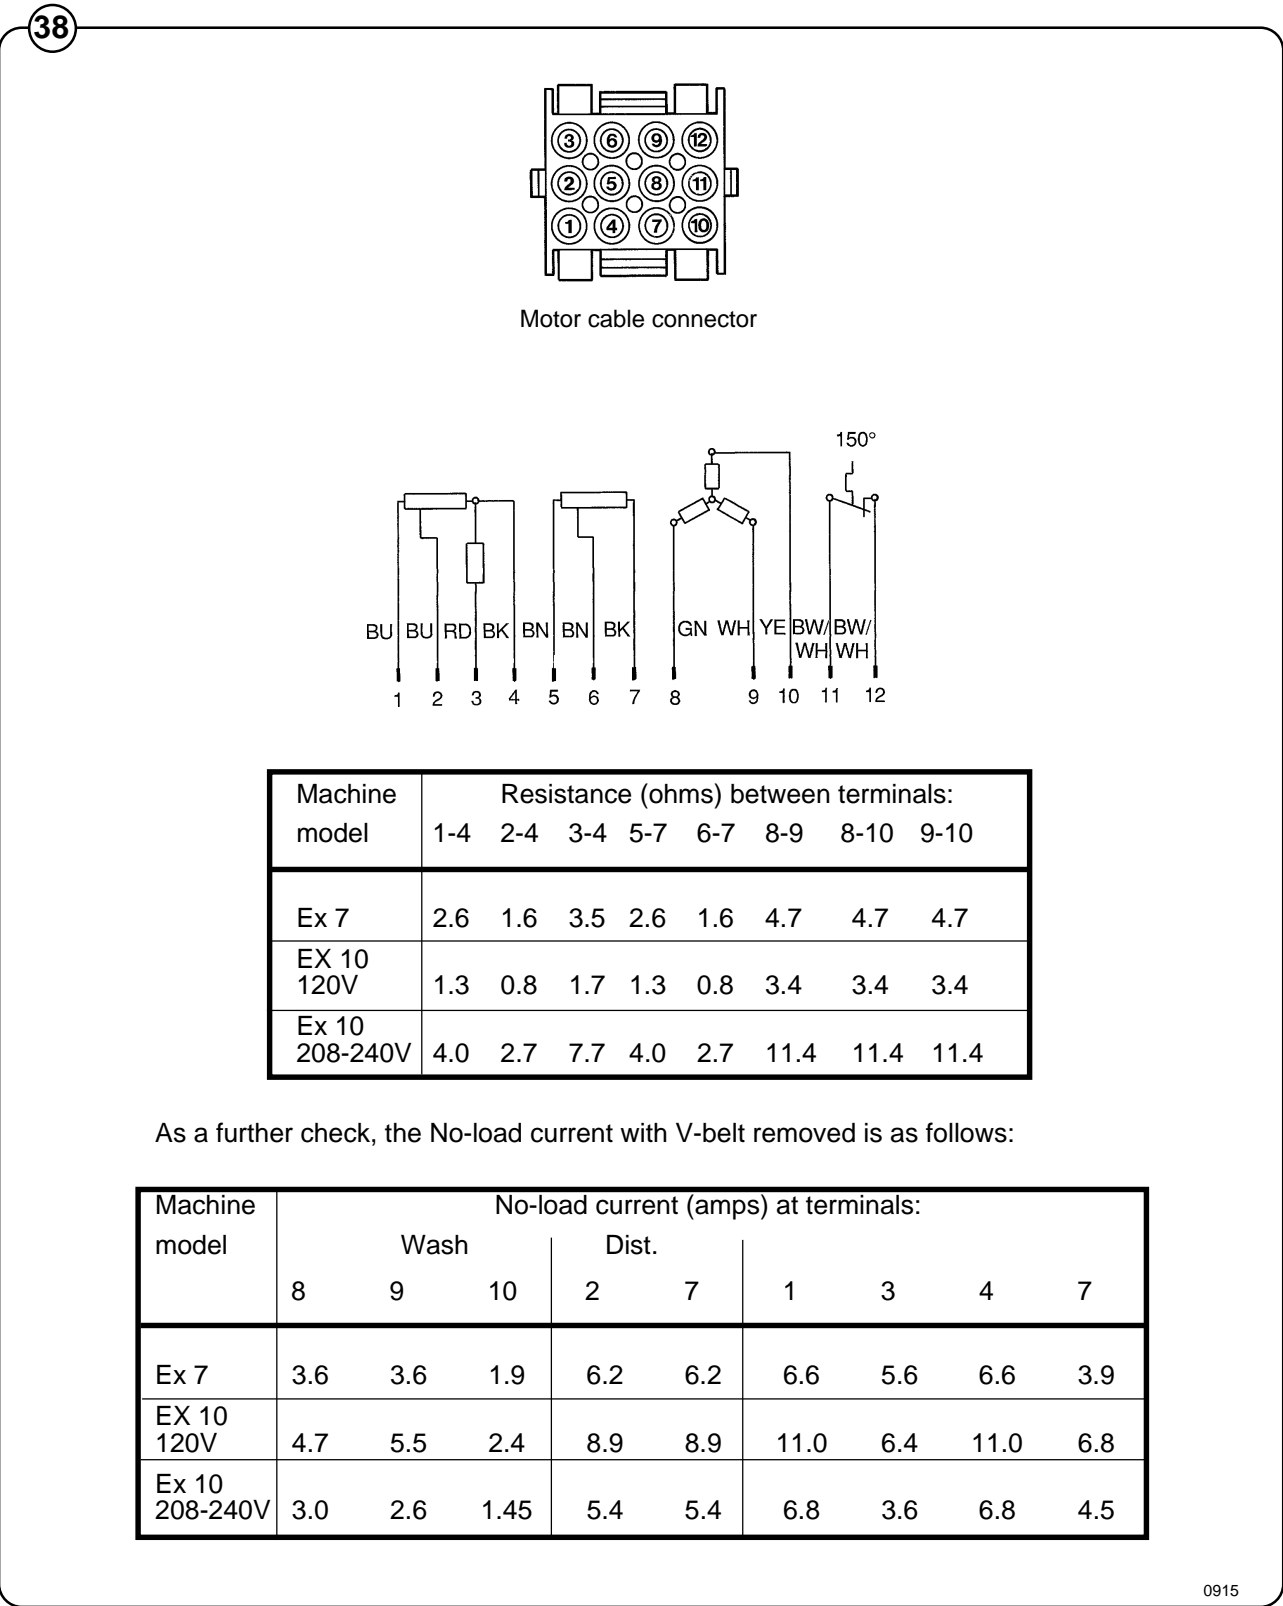 38
3 6 9 12
2 5 8 11
1 4 7 10
Motor cable connector
150°
BU BU RD BK BN BN BK GN WH YE BW/ BW/
WH WH
1 2 3 4 5 6 7 8 9 10 11 12
Machine Resistance (ohms) between terminals:
model 1-4 2-4 3-4 5-7 6-7 8-9 8-10 9-10
Ex 7 2.6 1.6 3.5 2.6 1.6 4.7 4.7 4.7
EX 10
120V 1.3 0.8 1.7 1.3 0.8 3.4 3.4 3.4
Ex 10
208-240V 4.0 2.7 7.7 4.0 2.7 11.4 11.4 11.4
As a further check, the No-load current with V-belt removed is as follows:
Machine No-load current (amps) at terminals:
model Wash Dist.
8 9 10 2 7 1 3 4 7
Ex 7 3.6 3.6 1.9 6.2 6.2 6.6 5.6 6.6 3.9
EX 10
120V 4.7 5.5 2.4 8.9 8.9 11.0 6.4 11.0 6.8
Ex 10
208-240V 3.0 2.6 1.45 5.4 5.4 6.8 3.6 6.8 4.5
0915